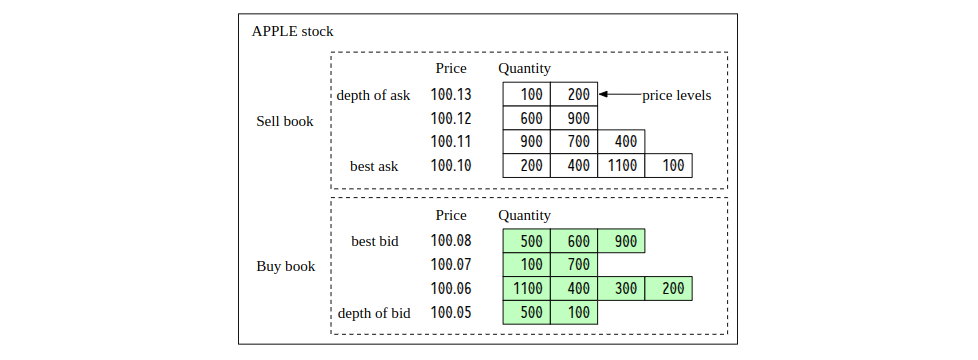 APPLE stock
Price Quantity
depth of ask 100.13 100 200 price levels
Sell book
100.12 600 900
100.11 900 700 400
best ask 100.10 200 400 1100 100
Price Quantity
best bid 100.08 500 600 900
100.07 100 700
Buy book
100.06 1100 400 300 200
depth of bid 100.05 500 100